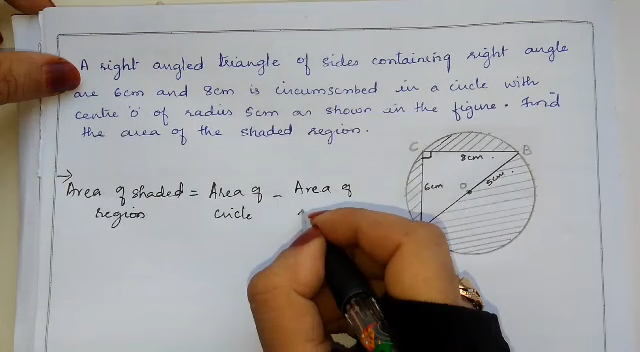 A right angled triangle of sides containing right angle
are 6cm and 8cm is circumscribed in a circle with
centre 'O' of radius 5cm as shown in the figure. Find
the area of the shaded region.
C
B
8cm.
6cm
O
5cm.
→
Area of shaded = Area of - Area of
region circle